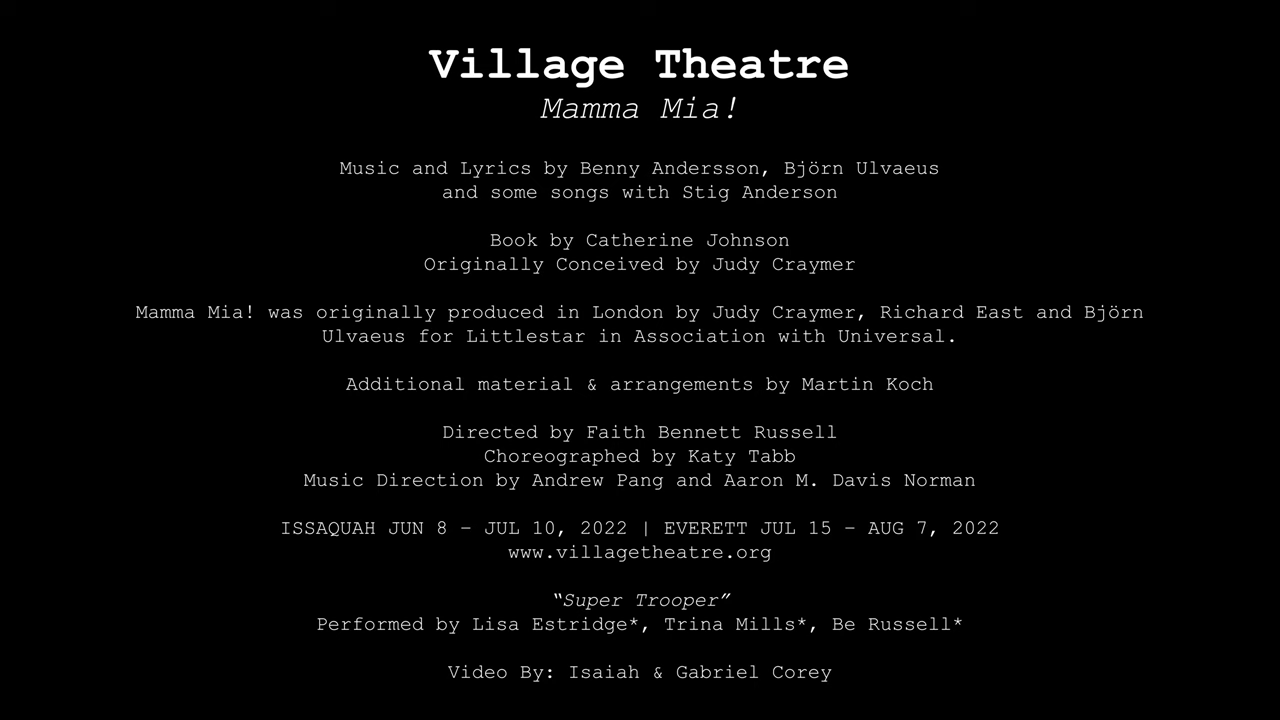 Village Theatre
Mamma Mia!
Music and Lyrics by Benny Andersson, Björn Ulvaeus
and some songs with Stig Anderson
Book by Catherine Johnson
Originally Conceived by Judy Craymer
Mamma Mia! was originally produced in London by Judy Craymer, Richard East and Björn
Ulvaeus for Littlestar in Association with Universal.
Additional material & arrangements by Martin Koch
Directed by Faith Bennett Russell
Choreographed by Katy Tabb
Music Direction by Andrew Pang and Aaron M. Davis Norman
ISSAQUAH JUN 8 – JUL 10, 2022 | EVERETT JUL 15 – AUG 7, 2022
www.villagetheatre.org
“Super Trooper”
Performed by Lisa Estridge*, Trina Mills*, Be Russell*
Video By: Isaiah & Gabriel Corey